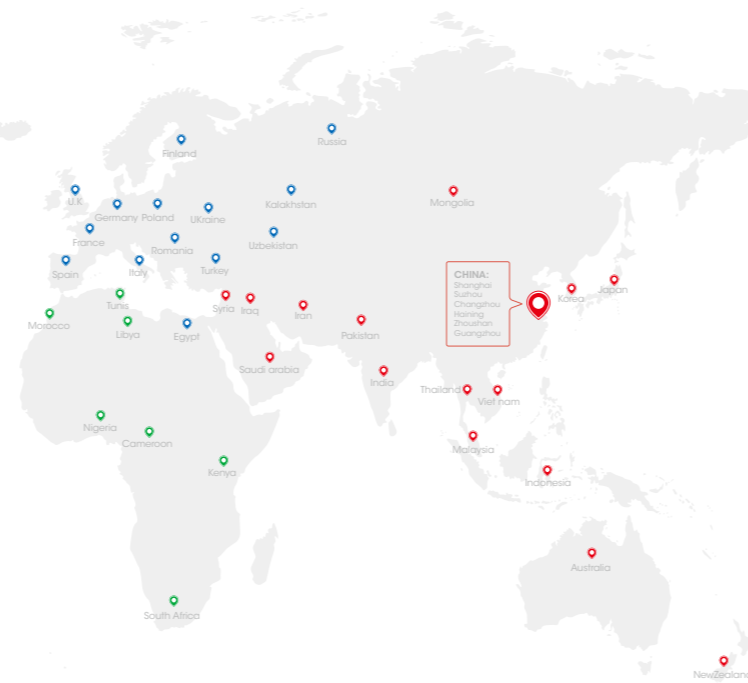 Finland
Russia
U.K
Germany
Poland
UKraine
Kalakhstan
Mongolia
France
Romania
Uzbekistan
Spain
Italy
Turkey
CHINA:
Shanghai
Suzhou
Changzhou
Haining
Zhoushan
Guangzhou
Korea
Japan
Tunis
Syria
Iraq
Iran
Morocco
Libya
Egypt
Pakistan
Saudi arabia
India
Thailand
Viet nam
Nigeria
Cameroon
Malaysia
Kenya
Indonesia
Australia
South Africa
NewZealand